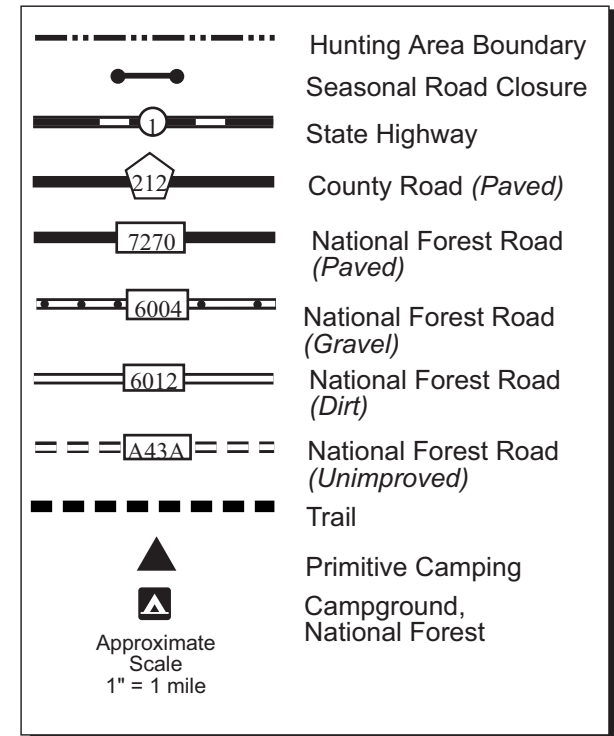 Hunting Area Boundary
Seasonal Road Closure
1
State Highway
212
County Road (Paved)
7270
National Forest Road
(Paved)
6004
National Forest Road
(Gravel)
6012
National Forest Road
(Dirt)
A43A
National Forest Road
(Unimproved)
Trail
Primitive Camping
Campground,
National Forest
Approximate
Scale
1" = 1 mile